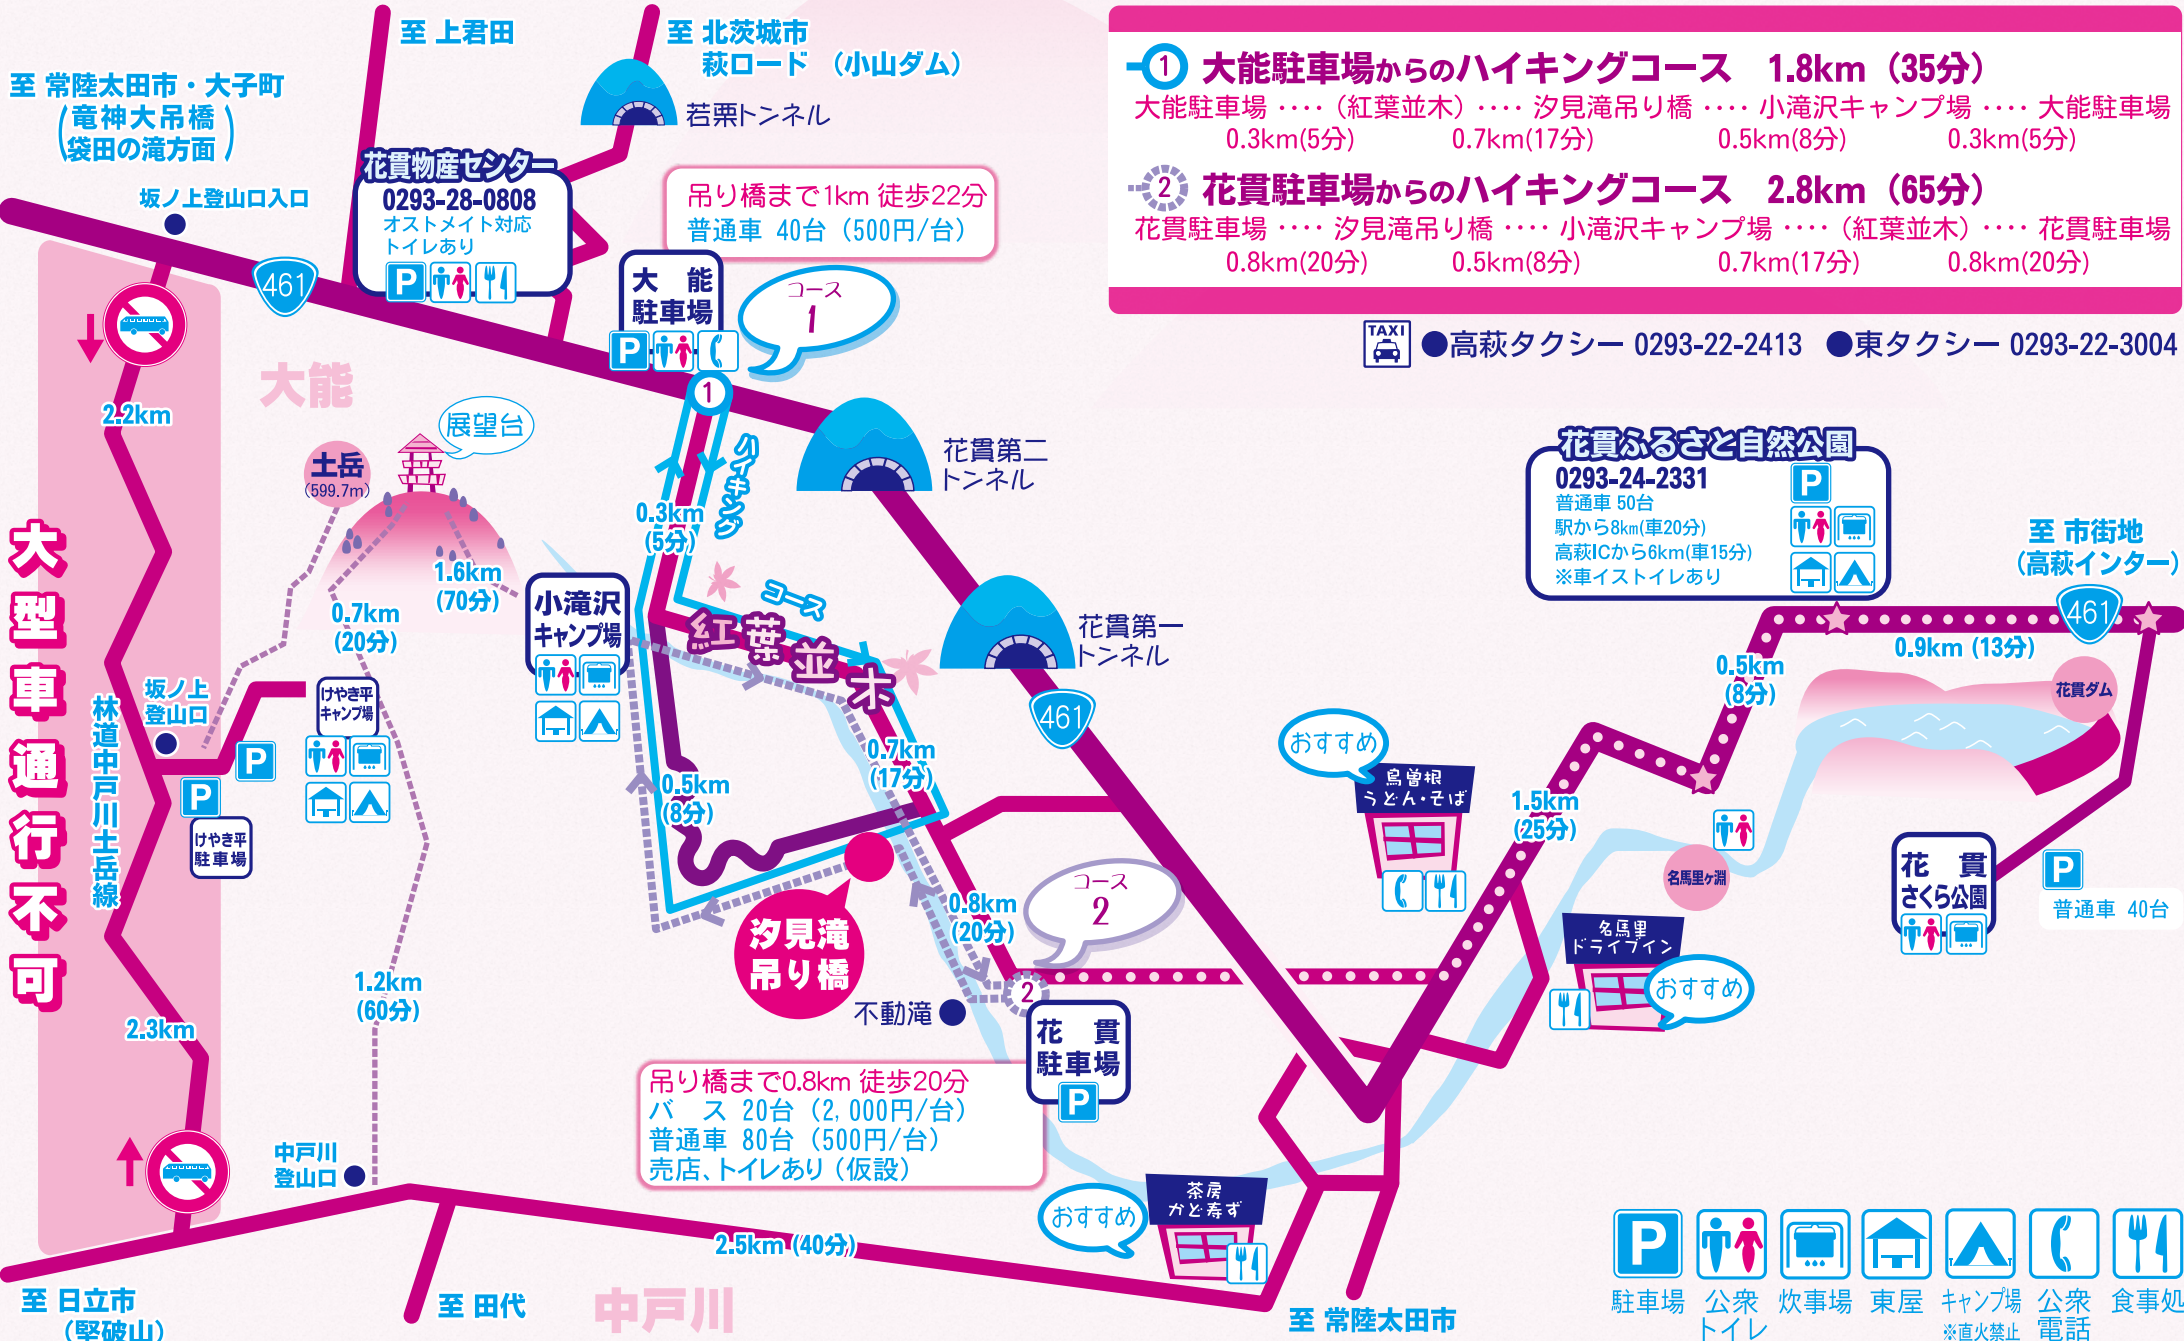 至 上君田
至 北茨城市
萩ロード （小山ダム）
至 常陸太田市・大子町
（竜神大吊橋
袋田の滝方面）
若栗トンネル
坂ノ上登山口入口
花貫物産センター
0293-28-0808
オストメイト対応
トイレあり
P
461
吊り橋まで1km 徒歩22分
普通車 40台（500円/台）
大能
駐車場
P
コース
1
1
1 大能駐車場からのハイキングコース 1.8km（35分）
大能駐車場 ････（紅葉並木）････ 汐見滝吊り橋 ････ 小滝沢キャンプ場 ････ 大能駐車場
0.3km(5分) 0.7km(17分) 0.5km(8分) 0.3km(5分)
2 花貫駐車場からのハイキングコース 2.8km（65分）
花貫駐車場 ････ 汐見滝吊り橋 ････ 小滝沢キャンプ場 ････（紅葉並木）････ 花貫駐車場
0.8km(20分) 0.5km(8分) 0.7km(17分) 0.8km(20分)
TAXI
●高萩タクシー 0293-22-2413 ●東タクシー 0293-22-3004
大型車通行不可
2.2km
大能
展望台
土岳
(599.7m)
1.6km
(70分)
0.7km
(20分)
坂ノ上
登山口
林道中戸川土岳線
けやき平
キャンプ場
P
P
けやき平
駐車場
1.2km
(60分)
2.3km
中戸川
登山口
至 日立市
（堅破山）
至 田代
中戸川
2.5km (40分)
小滝沢
キャンプ場
0.3km
(5分)
ハイキング
コース
紅葉並木
0.5km
(8分)
0.7km
(17分)
汐見滝
吊り橋
0.8km
(20分)
コース
2
2
不動滝
花貫
駐車場
P
吊り橋まで0.8km 徒歩20分
バス 20台（2,000円/台）
普通車 80台（500円/台）
売店、トイレあり（仮設）
花貫第二
トンネル
花貫第一
トンネル
461
おすすめ
鳥曽根
うどん・そば
おすすめ
茶房
かど寿ず
至 常陸太田市
花貫ふるさと自然公園
0293-24-2331
普通車 50台
駅から8km(車20分)
高萩ICから6km(車15分)
※車イストイレあり
P
至 市街地
（高萩インター）
461
0.9km (13分)
0.5km
(8分)
1.5km
(25分)
花貫ダム
名馬里ヶ淵
名馬里
ドライブイン
おすすめ
花貫
さくら公園
P
普通車 40台
P
駐車場
公衆
トイレ
炊事場
東屋
キャンプ場
※直火禁止
公衆
電話
食事処